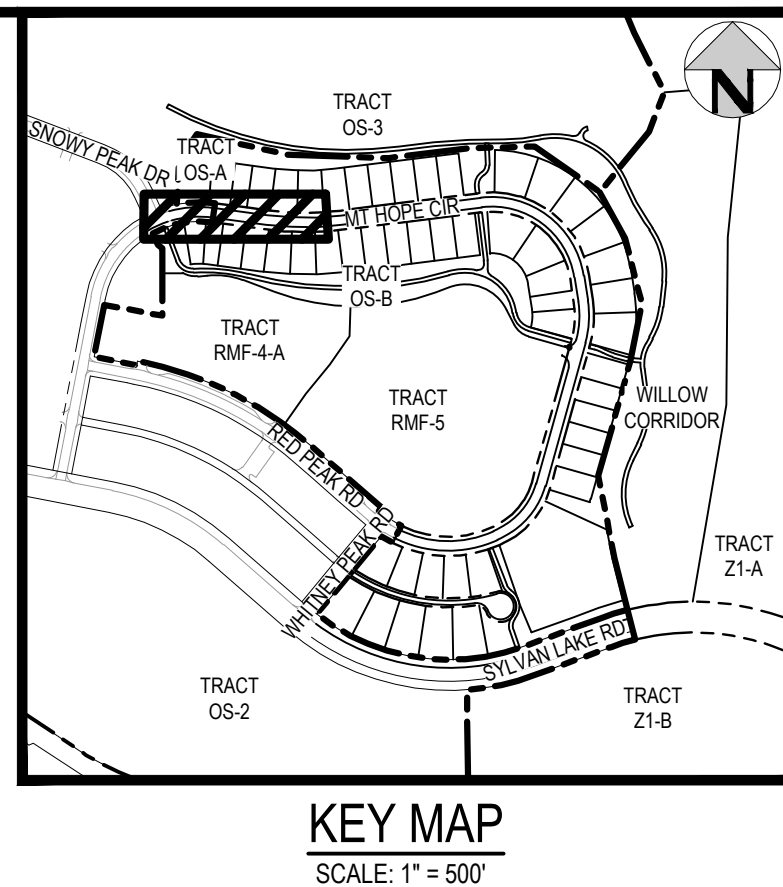 N
TRACT
OS-3
SNOWY PEAK DR
TRACT
OS-A
MT HOPE CIR
TRACT
OS-B
TRACT
RMF-4-A
TRACT
RMF-5
WILLOW
CORRIDOR
RED PEAK RD
WHITNEY PEAK RD
TRACT
Z1-A
SYLVAN LAKE RD
TRACT
OS-2
TRACT
Z1-B
KEY MAP
SCALE: 1" = 500'